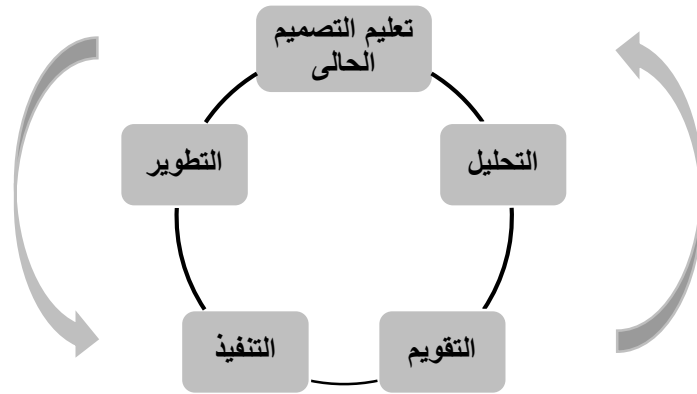 تعليم التصميم
الحالى
التحليل
التطوير
التقويم
التنفيذ